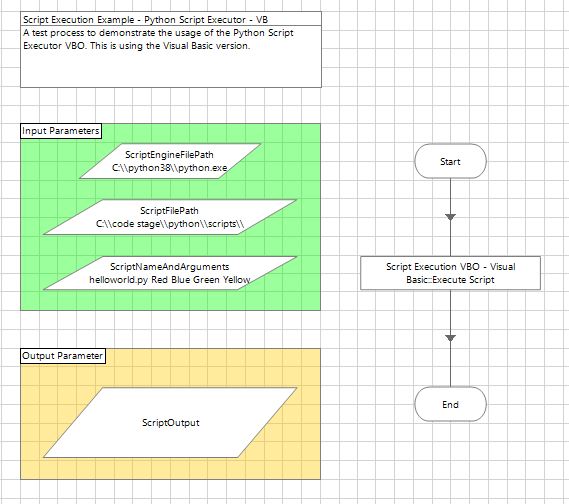 Script Execution Example - Python Script Executor - VB
A test process to demonstrate the usage of the Python Script
Executor VBO. This is using the Visual Basic version.
Input Parameters
ScriptEngineFilePath
C:\\python38\\python.exe
ScriptFilePath
C:\\code stage\\python\\scripts\\
ScriptNameAndArguments
helloworld.py Red Blue Green Yellow
Output Parameter
ScriptOutput
Start
Script Execution VBO - Visual
Basic::Execute Script
End